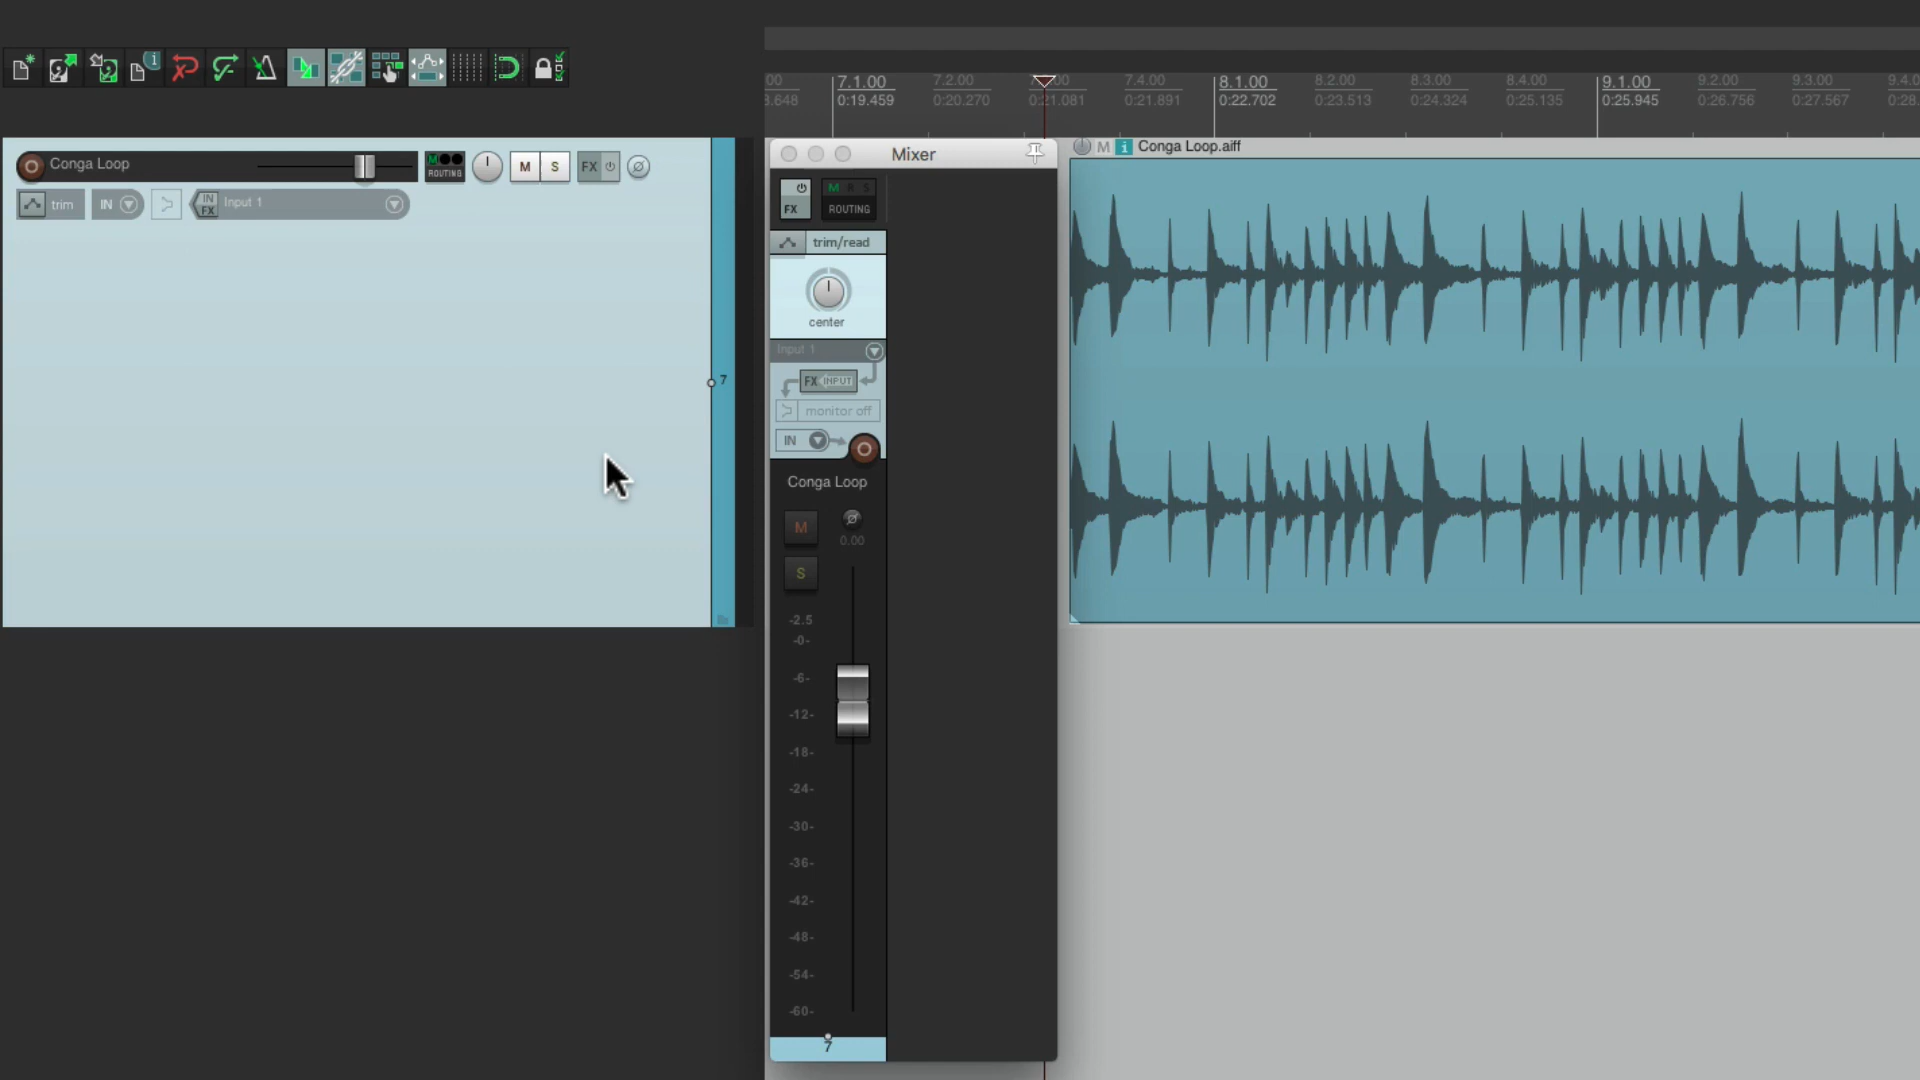 7.1.00 7.2.00 7.4.00 8.1.00 8.2.00 8.3.00 8.4.00 9.1.00 9.2.00 9.3.00 9.4.0
3.648 0:19.459 0:20.270 0:21.081 0:21.891 0:22.702 0:23.513 0:24.324 0:25.135 0:25.945 0:26.756 0:27.567 0:28.
Conga Loop
M
ROUTING
M S FX
trim IN IN FX Input 1
7
Mixer
M i Conga Loop.aiff
FX
M R S
ROUTING
trim/read
center
Input 1
FX INPUT
monitor off
IN
Conga Loop
M
0.00
S
-2.5
-0-
-6-
-12-
-18-
-24-
-30-
-36-
-42-
-48-
-54-
-60-
7